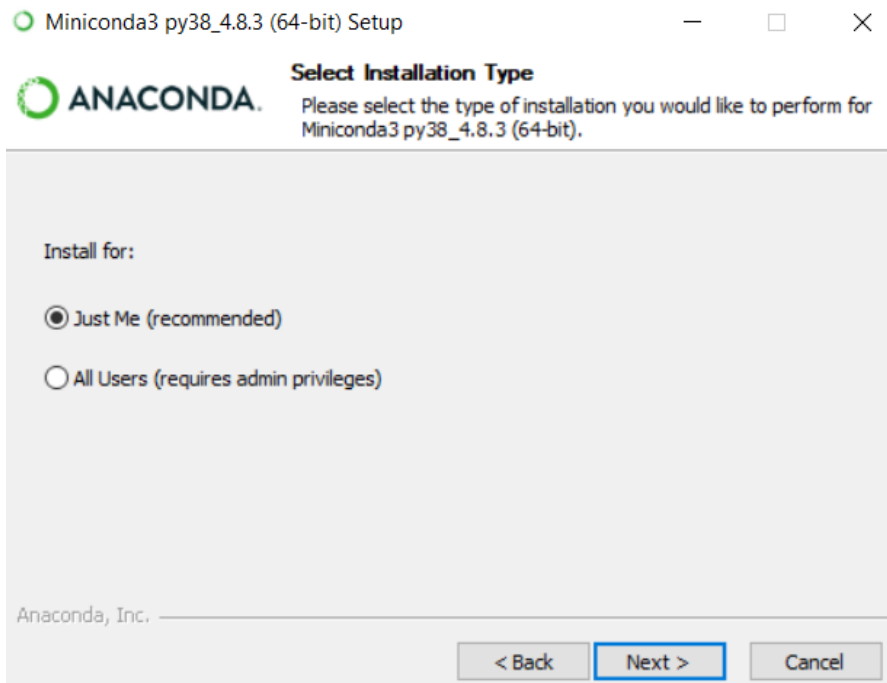 Miniconda3 py38_4.8.3 (64-bit) Setup
ANACONDA.
Select Installation Type
Please select the type of installation you would like to perform for
Miniconda3 py38_4.8.3 (64-bit).
Install for:
Just Me (recommended)
All Users (requires admin privileges)
Anaconda, Inc.
< Back Next > Cancel